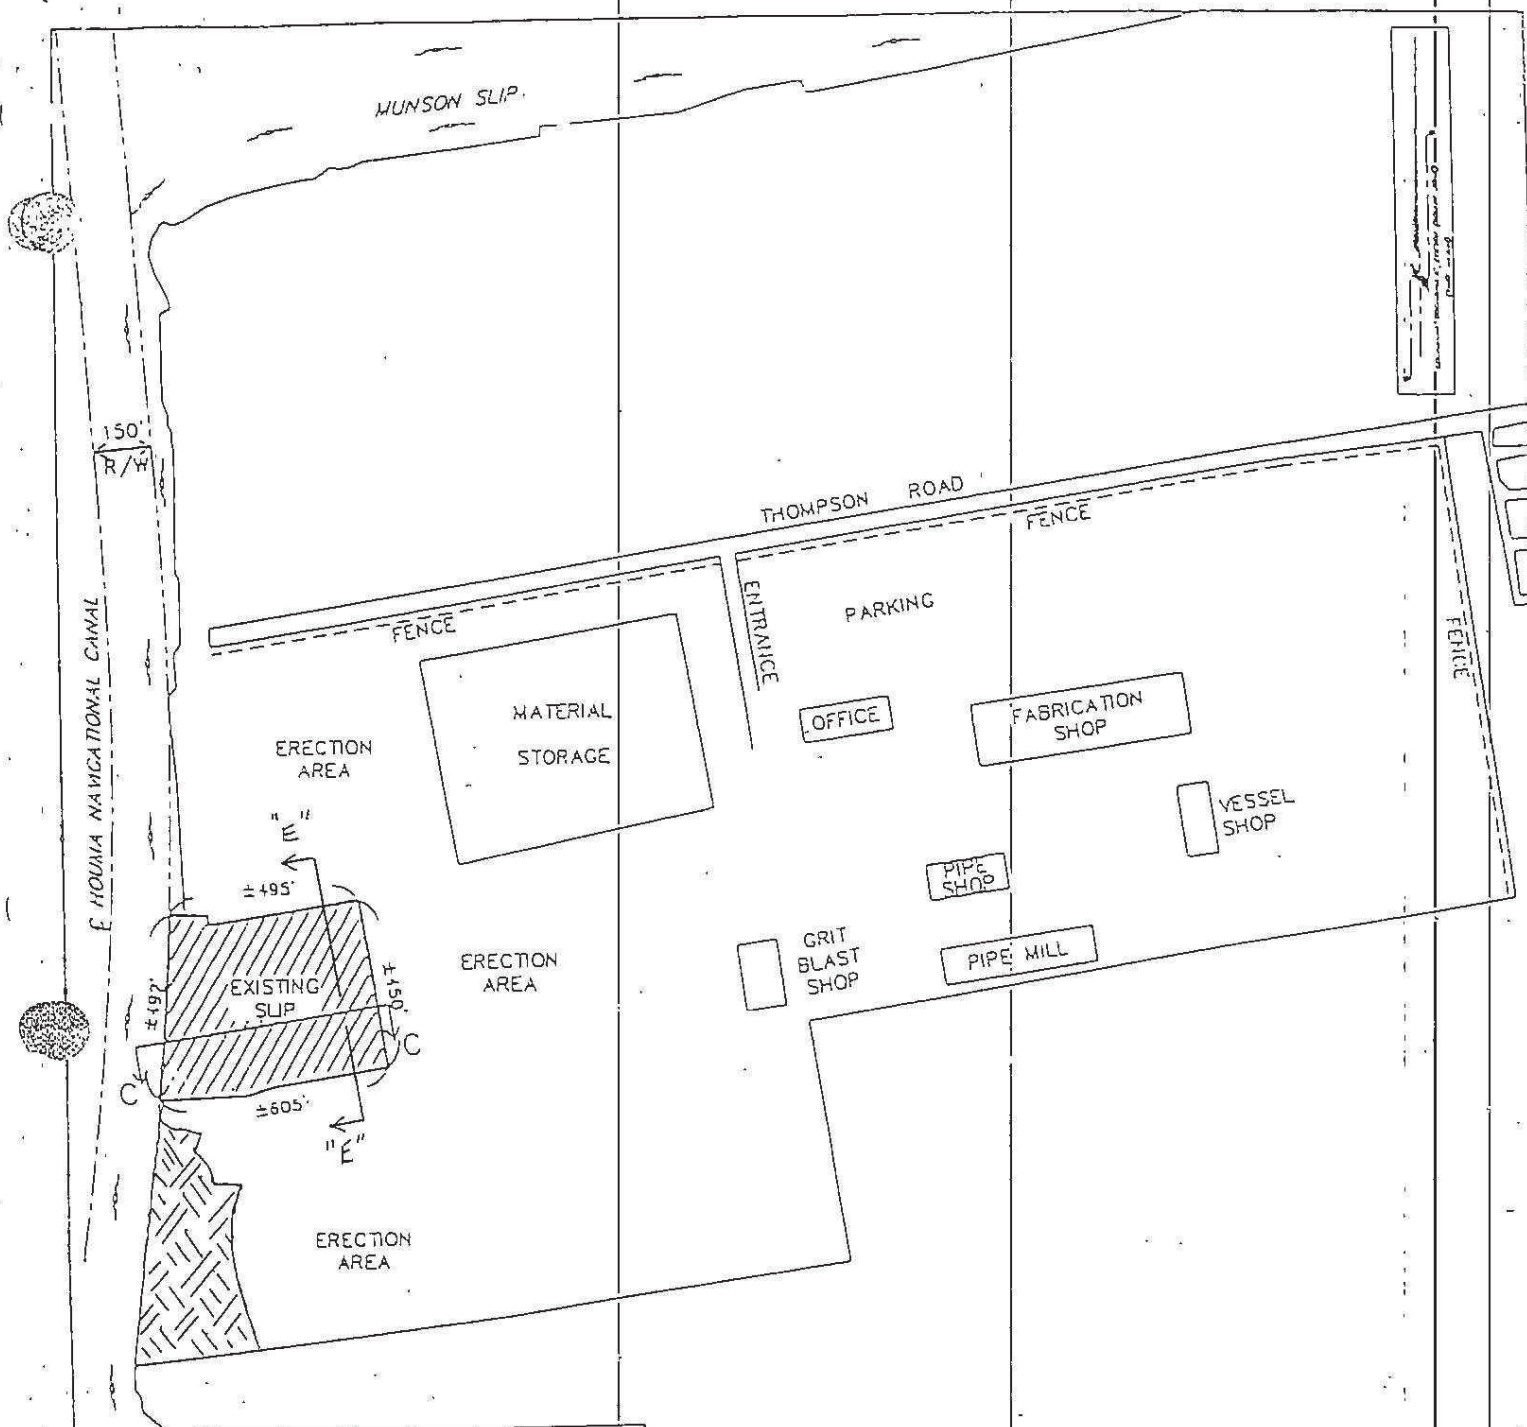 MUNSON SLIP.
150'
R/W
THOMPSON ROAD
FENCE
FENCE
FENCE
ENTRANCE
PARKING
℄ HOUMA NAVIGATIONAL CANAL
MATERIAL
STORAGE
OFFICE
FABRICATION
SHOP
ERECTION
AREA
VESSEL
SHOP
"E"
PIPE
SHOP
±495'
GRIT
BLAST
SHOP
PIPE MILL
ERECTION
AREA
EXISTING
SLIP
±450'
±492'
C
C
±605'
"E"
ERECTION
AREA